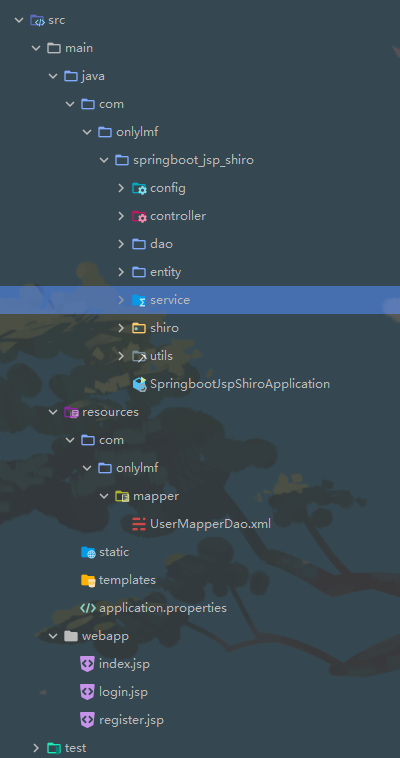 src
main
java
com
onlylmf
springboot_jsp_shiro
config
controller
dao
entity
service
shiro
utils
SpringbootJspShiroApplication
resources
com
onlylmf
mapper
UserMapperDao.xml
static
templates
application.properties
webapp
index.jsp
login.jsp
register.jsp
test